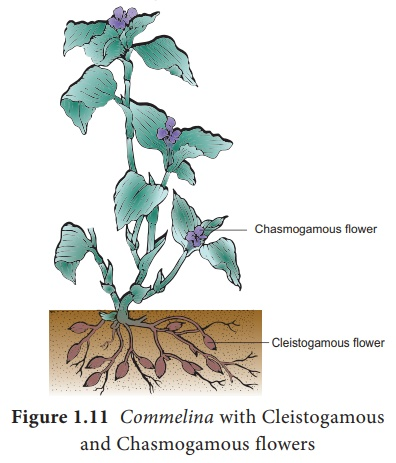 Chasmogamous flower
Cleistogamous flower
Figure 1.11 Commelina with Cleistogamous
and Chasmogamous flowers